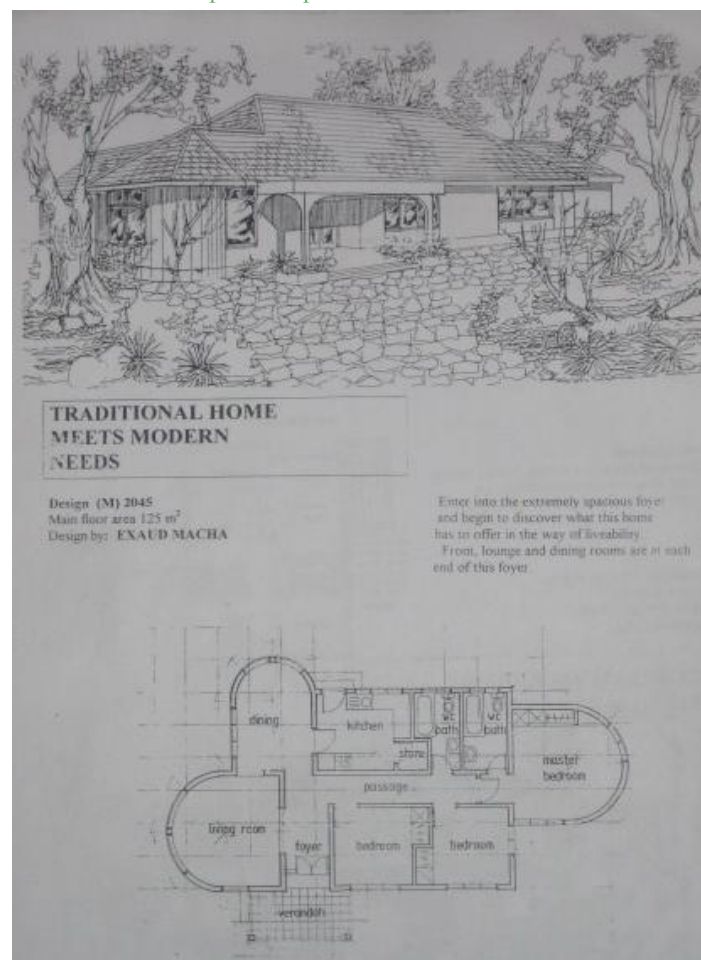 TRADITIONAL HOME
MEETS MODERN
NEEDS
Design (M) 2045
Main floor area 125 m²
Design by: EXAUD MACHA
Enter into the extremely spacious foyer
and begin to discover what this home
has to offer in the way of liveability.
Front, lounge and dining rooms are in each
end of this foyer
dining
kitchen
wc
bath
wc
bath
store
master
bedroom
passage
living room
foyer
bedroom
bedroom
verandah